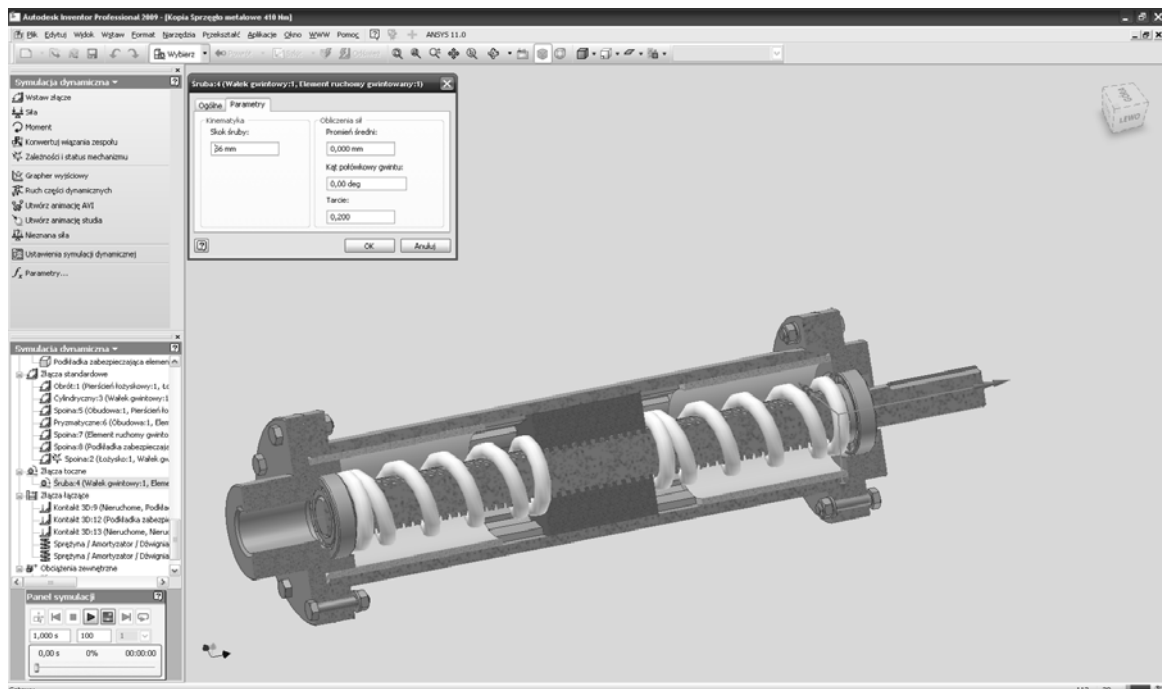 Autodesk Inventor Professional 2009 - [Kopia Sprzęgło metalowe 410 Nm]
Plik Edytuj Widok Wstaw Format Narzędzia Przekształć Aplikacje Okno WWW Pomoc ANSYS 11.0
Wybierz
Symulacja dynamiczna
Wstaw złącze
Siła
Moment
Konwertuj wiązania zespołu
Zależności i status mechanizmu
Grapher wyjściowy
Ruch części dynamicznych
Utwórz animację AVI
Utwórz animację studia
Nieznana siła
Ustawienia symulacji dynamicznej
Parametry...
Śruba:4 (Wałek gwintowy:1, Element ruchomy gwintowany:1)
Ogólne Parametry
Kinematyka
Skok śruby:
36 mm
Obliczenia sił
Promień średni:
0,000 mm
Kąt połówkowy gwintu:
0,00 deg
Tarcie:
0,200
OK Anuluj
LEWO
Symulacja dynamiczna
Podkładka zabezpieczająca elemen
Złącza standardowe
Obrót:1 (Pierścień łożyskowy:1, Ło
Cylindryczny:3 (Wałek gwintowy:1
Spoina:5 (Obudowa:1, Pierścień ło
Pryzmatyczne:6 (Obudowa:1, Elem
Spoina:7 (Element ruchomy gwinto
Spoina:8 (Podkładka zabezpieczają
Spoina:2 (Łożysko:1, Wałek gw
Złącza toczne
Śruba:4 (Wałek gwintowy:1, Eleme
Złącza łączące
Kontakt 3D:9 (Nieruchome, Podkła
Kontakt 3D:12 (Podkładka zabezpi
Kontakt 3D:13 (Nieruchome, Nieru
Sprężyna / Amortyzator / Dźwignia
Sprężyna / Amortyzator / Dźwignia
Obciążenia zewnętrzne
Panel symulacji
1,000 s 100 1
0,00 s 0% 00:00:00